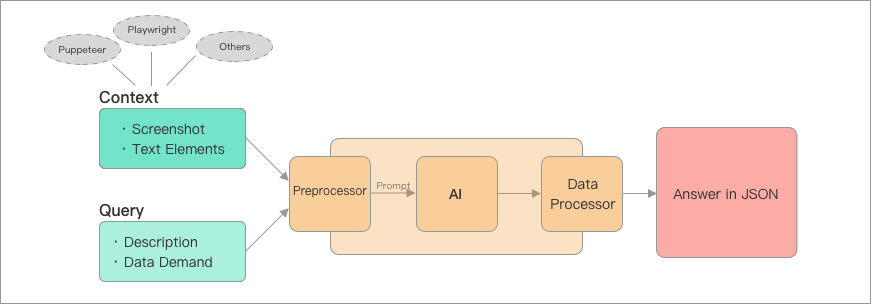 Playwright
Puppeteer
Others
Context
· Screenshot
· Text Elements
Query
· Description
· Data Demand
Preprocessor
Prompt
AI
Data
Processor
Answer in JSON